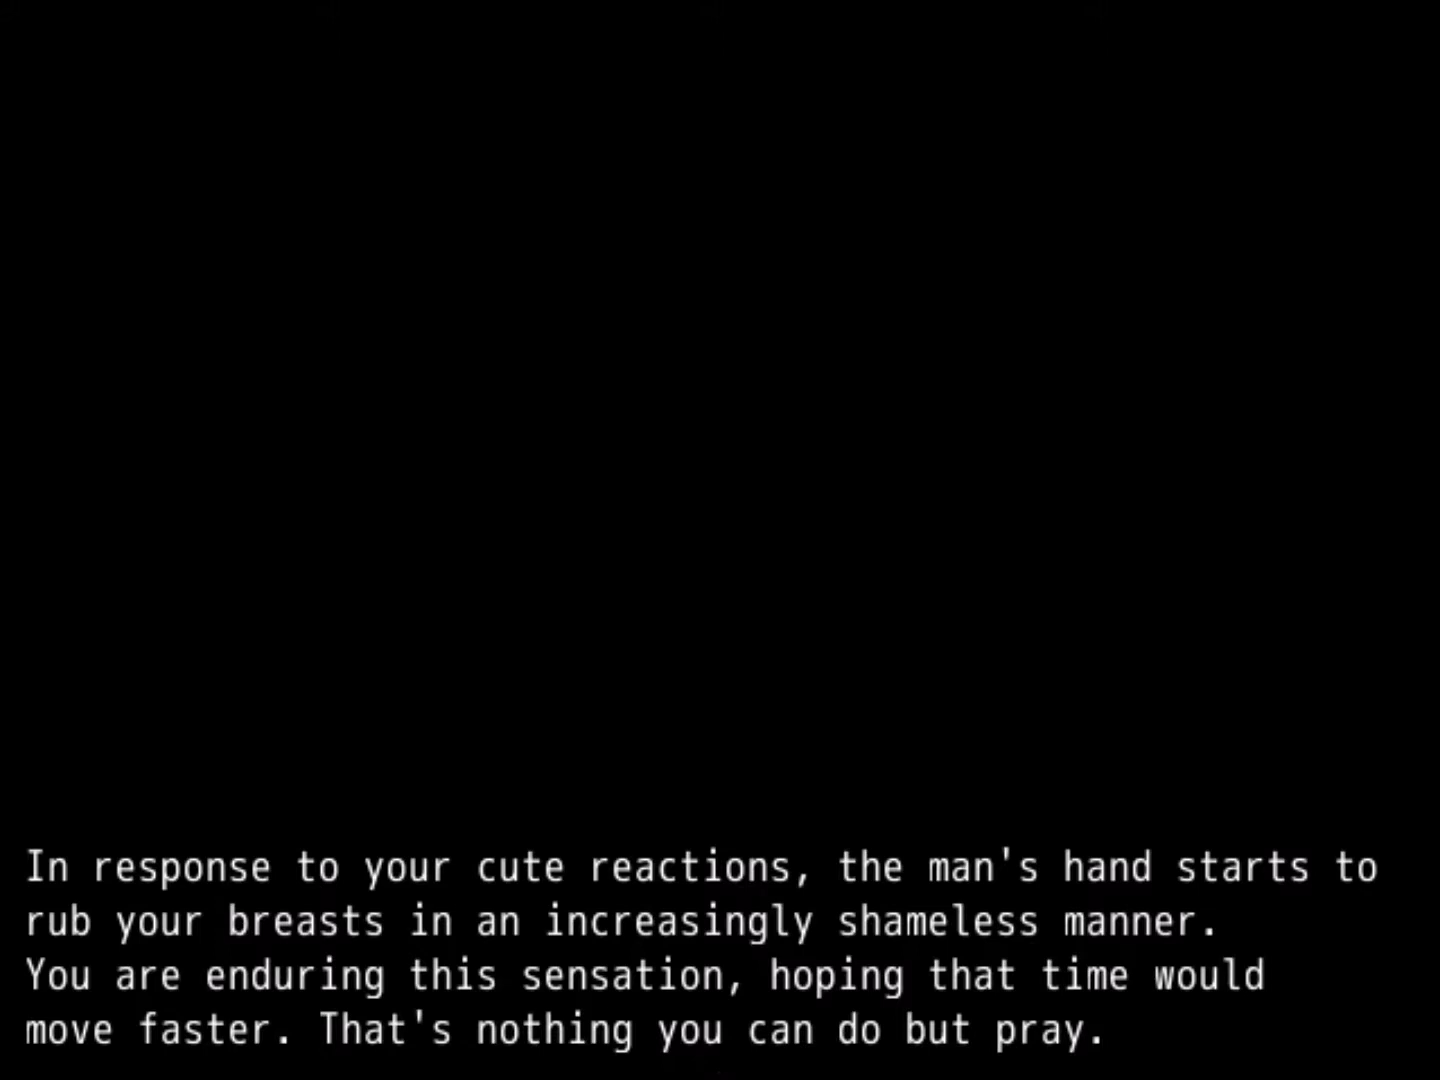 In response to your cute reactions, the man's hand starts to
rub your breasts in an increasingly shameless manner.
You are enduring this sensation, hoping that time would
move faster. That's nothing you can do but pray.